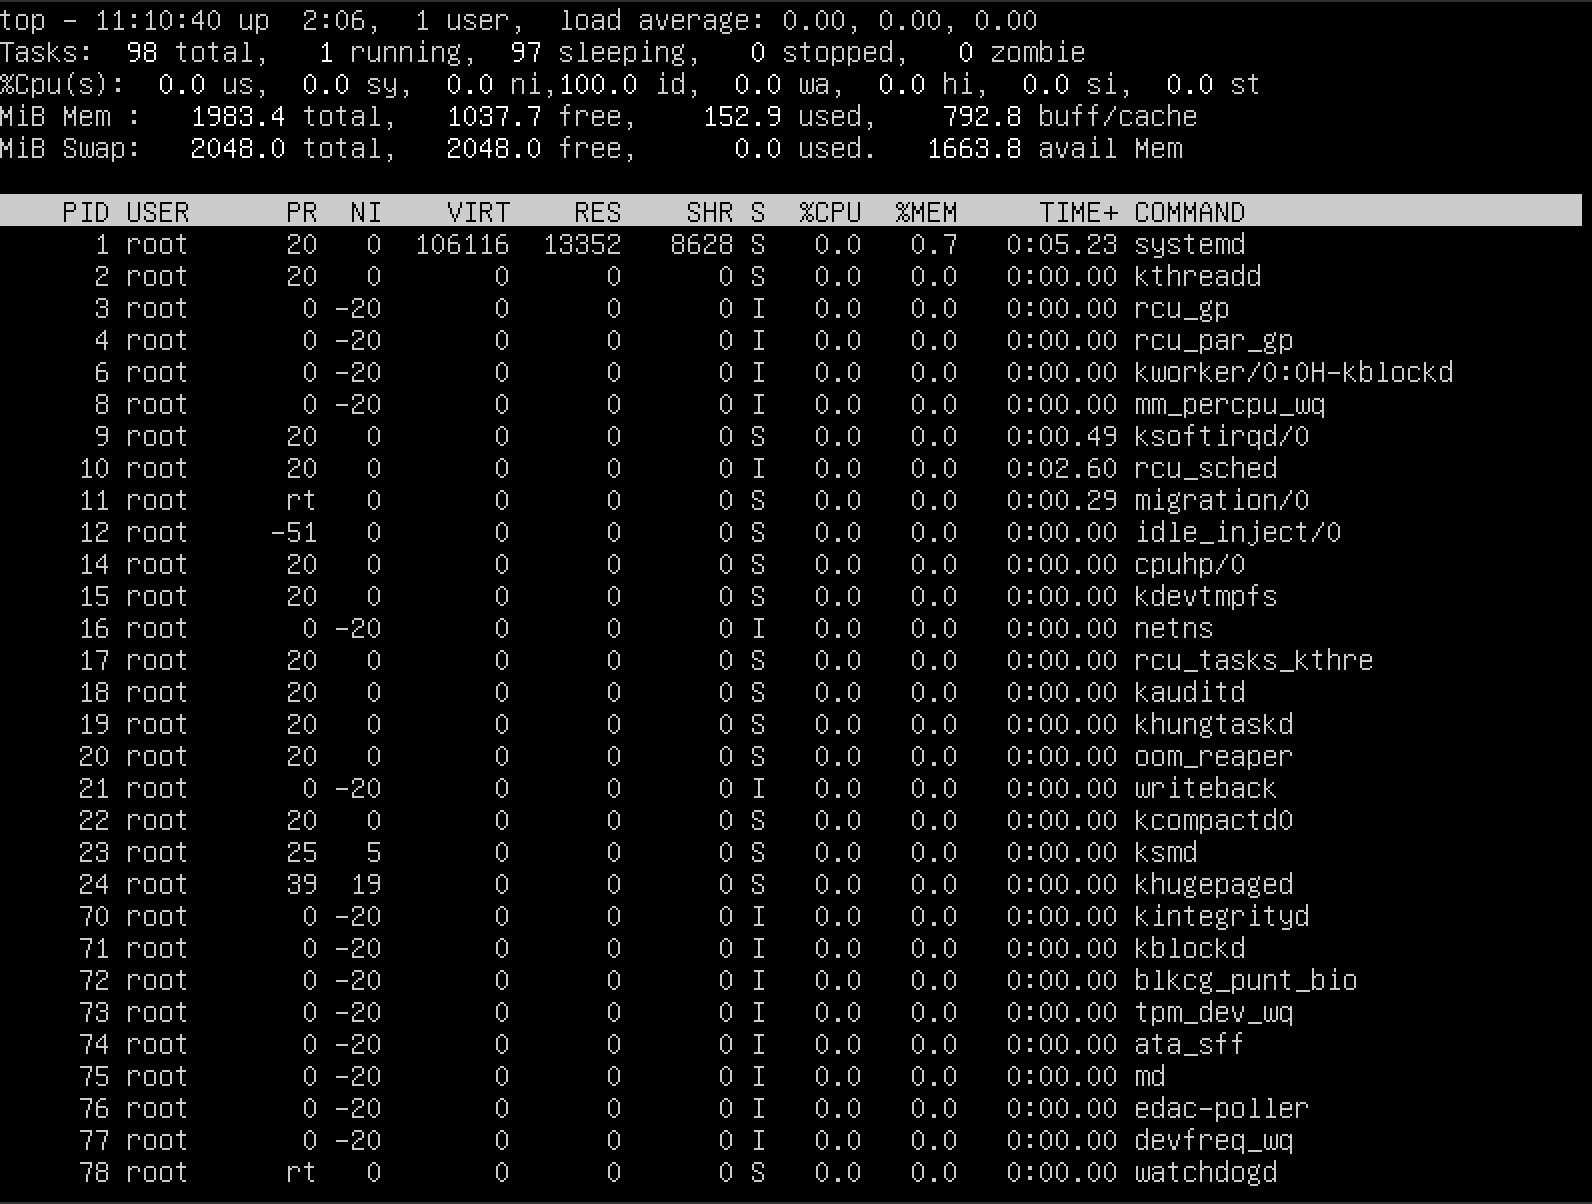 top - 11:10:40 up  2:06,  1 user,  load average: 0.00, 0.00, 0.00
Tasks:  98 total,   1 running,  97 sleeping,   0 stopped,   0 zombie
%Cpu(s):  0.0 us,  0.0 sy,  0.0 ni,100.0 id,  0.0 wa,  0.0 hi,  0.0 si,  0.0 st
MiB Mem :   1983.4 total,   1037.7 free,    152.9 used,    792.8 buff/cache
MiB Swap:   2048.0 total,   2048.0 free,      0.0 used.   1663.8 avail Mem
PID USER      PR  NI    VIRT    RES    SHR S  %CPU  %MEM     TIME+ COMMAND
1 root      20   0  106116  13352   8628 S   0.0   0.7   0:05.23 systemd
2 root      20   0       0      0      0 S   0.0   0.0   0:00.00 kthreadd
3 root       0 -20       0      0      0 I   0.0   0.0   0:00.00 rcu_gp
4 root       0 -20       0      0      0 I   0.0   0.0   0:00.00 rcu_par_gp
6 root       0 -20       0      0      0 I   0.0   0.0   0:00.00 kworker/0:0H-kblockd
8 root       0 -20       0      0      0 I   0.0   0.0   0:00.00 mm_percpu_wq
9 root      20   0       0      0      0 S   0.0   0.0   0:00.49 ksoftirqd/0
10 root      20   0       0      0      0 I   0.0   0.0   0:02.60 rcu_sched
11 root      rt   0       0      0      0 S   0.0   0.0   0:00.29 migration/0
12 root     -51   0       0      0      0 S   0.0   0.0   0:00.00 idle_inject/0
14 root      20   0       0      0      0 S   0.0   0.0   0:00.00 cpuhp/0
15 root      20   0       0      0      0 S   0.0   0.0   0:00.00 kdevtmpfs
16 root       0 -20       0      0      0 I   0.0   0.0   0:00.00 netns
17 root      20   0       0      0      0 S   0.0   0.0   0:00.00 rcu_tasks_kthre
18 root      20   0       0      0      0 S   0.0   0.0   0:00.00 kauditd
19 root      20   0       0      0      0 S   0.0   0.0   0:00.00 khungtaskd
20 root      20   0       0      0      0 S   0.0   0.0   0:00.00 oom_reaper
21 root       0 -20       0      0      0 I   0.0   0.0   0:00.00 writeback
22 root      20   0       0      0      0 S   0.0   0.0   0:00.00 kcompactd0
23 root      25   5       0      0      0 S   0.0   0.0   0:00.00 ksmd
24 root      39  19       0      0      0 S   0.0   0.0   0:00.00 khugepaged
70 root       0 -20       0      0      0 I   0.0   0.0   0:00.00 kintegrityd
71 root       0 -20       0      0      0 I   0.0   0.0   0:00.00 kblockd
72 root       0 -20       0      0      0 I   0.0   0.0   0:00.00 blkcg_punt_bio
73 root       0 -20       0      0      0 I   0.0   0.0   0:00.00 tpm_dev_wq
74 root       0 -20       0      0      0 I   0.0   0.0   0:00.00 ata_sff
75 root       0 -20       0      0      0 I   0.0   0.0   0:00.00 md
76 root       0 -20       0      0      0 I   0.0   0.0   0:00.00 edac-poller
77 root       0 -20       0      0      0 I   0.0   0.0   0:00.00 devfreq_wq
78 root      rt   0       0      0      0 S   0.0   0.0   0:00.00 watchdogd